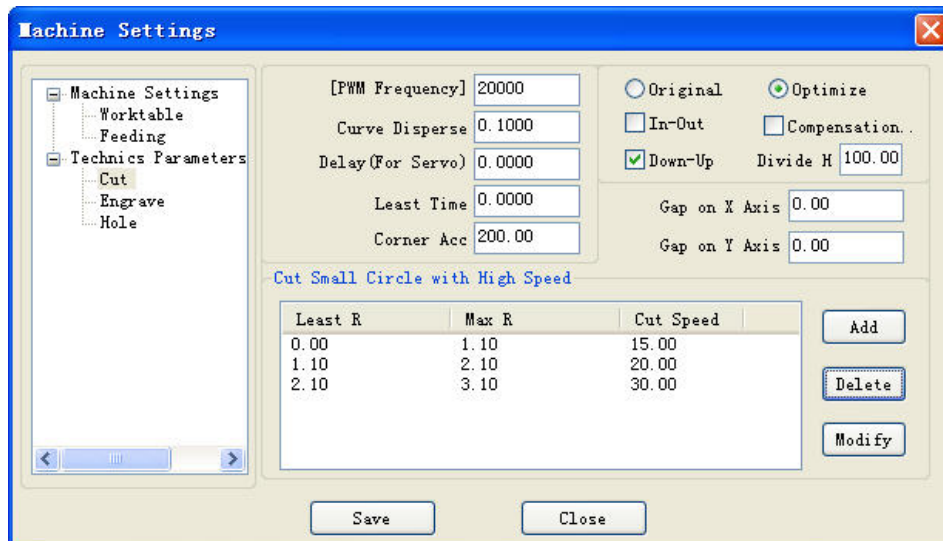 Machine Settings
Machine Settings
Worktable
Feeding
Technics Parameters
Cut
Engrave
Hole
[PWM Frequency] 20000
Curve Disperse 0.1000
Delay(For Servo) 0.0000
Least Time 0.0000
Corner Acc 200.00
Original Optimize
In-Out Compensation..
Down-Up Divide H 100.00
Gap on X Axis 0.00
Gap on Y Axis 0.00
Cut Small Circle with High Speed
Least R Max R Cut Speed
0.00 1.10 15.00
1.10 2.10 20.00
2.10 3.10 30.00
Add
Delete
Modify
Save Close